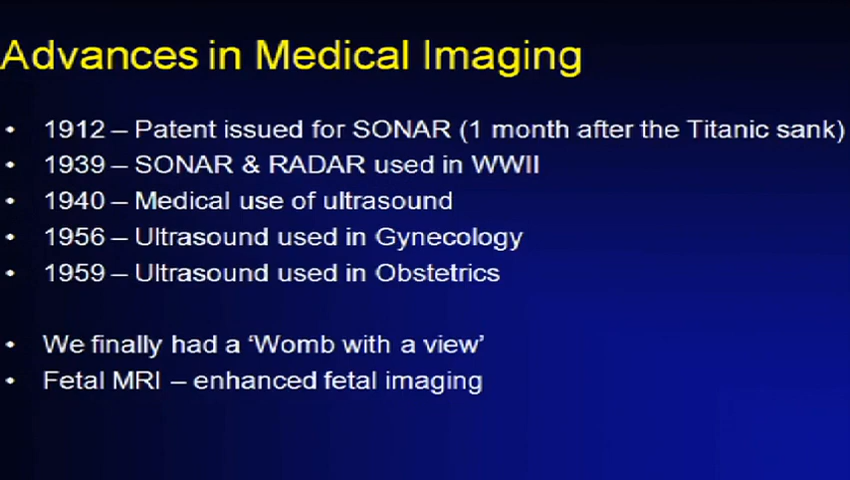 Advances in Medical Imaging
• 1912 – Patent issued for SONAR (1 month after the Titanic sank)
• 1939 – SONAR & RADAR used in WWII
• 1940 – Medical use of ultrasound
• 1956 – Ultrasound used in Gynecology
• 1959 – Ultrasound used in Obstetrics
• We finally had a ‘Womb with a view’
• Fetal MRI – enhanced fetal imaging